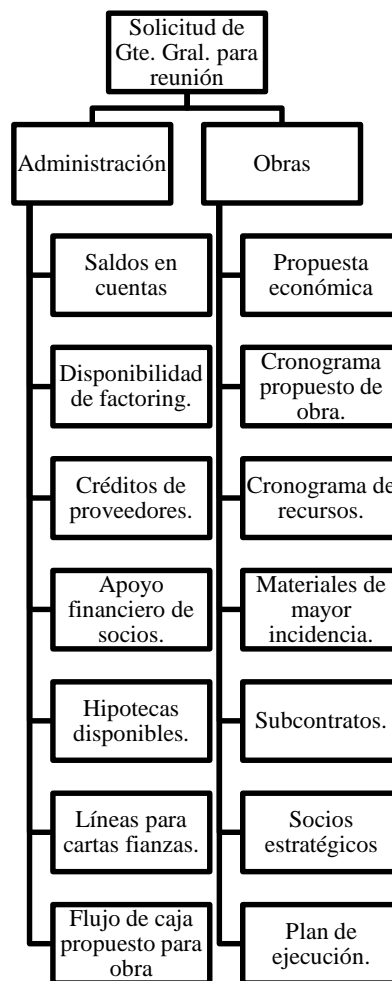 Solicitud de
Gte. Gral. para
reunión
Administración
Saldos en
cuentas
Disponibilidad
de factoring.
Créditos de
proveedores.
Apoyo
financiero de
socios.
Hipotecas
disponibles.
Líneas para
cartas fianzas.
Flujo de caja
propuesto para
obra
Obras
Propuesta
económica
Cronograma
propuesto de
obra.
Cronograma de
recursos.
Materiales de
mayor
incidencia.
Subcontratos.
Socios
estratégicos
Plan de
ejecución.